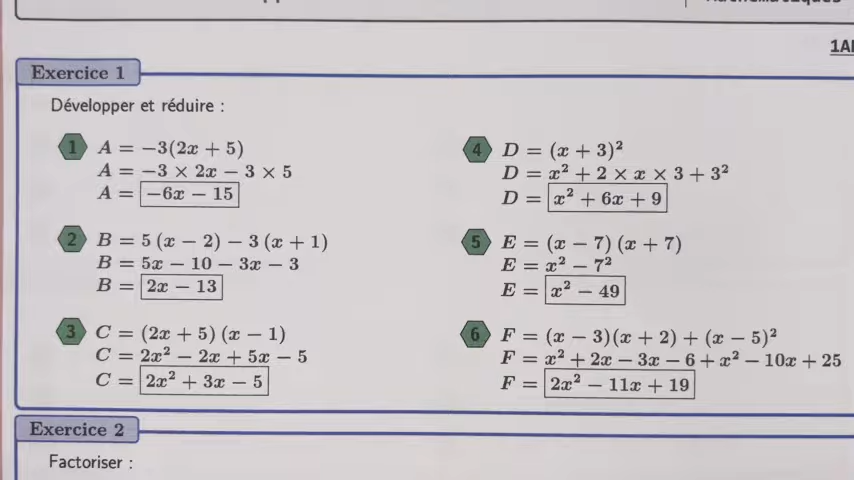 1A
Exercice 1
Développer et réduire :
1 A = −3(2x + 5)
A = −3 × 2x − 3 × 5
A = −6x − 15
2 B = 5 (x − 2) − 3 (x + 1)
B = 5x − 10 − 3x − 3
B = 2x − 13
3 C = (2x + 5) (x − 1)
C = 2x² − 2x + 5x − 5
C = 2x² + 3x − 5
4 D = (x + 3)²
D = x² + 2 × x × 3 + 3²
D = x² + 6x + 9
5 E = (x − 7) (x + 7)
E = x² − 7²
E = x² − 49
6 F = (x − 3)(x + 2) + (x − 5)²
F = x² + 2x − 3x − 6 + x² − 10x + 25
F = 2x² − 11x + 19
Exercice 2
Factoriser :